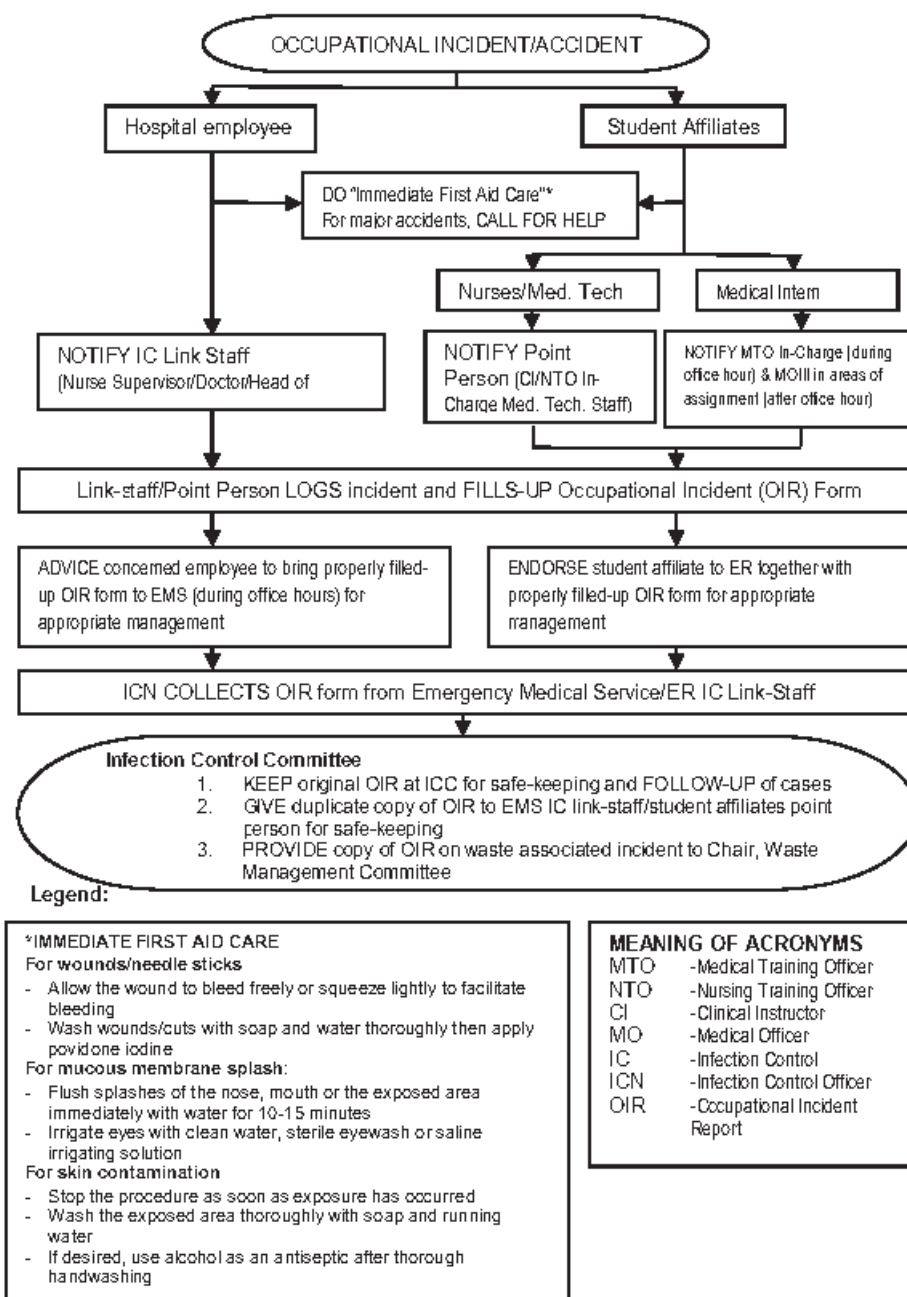 OCCUPATIONAL INCIDENT/ACCIDENT
Hospital employee
Student Affiliates
DO "Immediate First Aid Care"*
For major accidents, CALL FOR HELP
Nurses/Med. Tech
Medical Intern
NOTIFY IC Link Staff
(Nurse Supervisor/Doctor/Head of
NOTIFY Point
Person (CI/NTO In-
Charge Med. Tech. Staff)
NOTIFY MTO In-Charge (during
office hour) & MOIII in areas of
assignment (after office hour)
Link-staff/Point Person LOGS incident and FILLS-UP Occupational Incident (OIR) Form
ADVICE concerned employee to bring properly filled-
up OIR form to EMS (during office hours) for
appropriate management
ENDORSE student affiliate to ER together with
properly filled-up OIR form for appropriate
management
ICN COLLECTS OIR form from Emergency Medical Service/ER IC Link-Staff
Infection Control Committee
1. KEEP original OIR at ICC for safe-keeping and FOLLOW-UP of cases
2. GIVE duplicate copy of OIR to EMS IC link-staff/student affiliates point
person for safe-keeping
3. PROVIDE copy of OIR on waste associated incident to Chair, Waste
Management Committee
Legend:
*IMMEDIATE FIRST AID CARE
For wounds/needle sticks
- Allow the wound to bleed freely or squeeze lightly to facilitate
bleeding
- Wash wounds/cuts with soap and water thoroughly then apply
povidone iodine
For mucous membrane splash:
- Flush splashes of the nose, mouth or the exposed area
immediately with water for 10-15 minutes
- Irrigate eyes with clean water, sterile eyewash or saline
irrigating solution
For skin contamination
- Stop the procedure as soon as exposure has occurred
- Wash the exposed area thoroughly with soap and running
water
- If desired, use alcohol as an antiseptic after thorough
handwashing
MEANING OF ACRONYMS
MTO -Medical Training Officer
NTO -Nursing Training Officer
CI -Clinical Instructor
MO -Medical Officer
IC -Infection Control
ICN -Infection Control Officer
OIR -Occupational Incident
Report